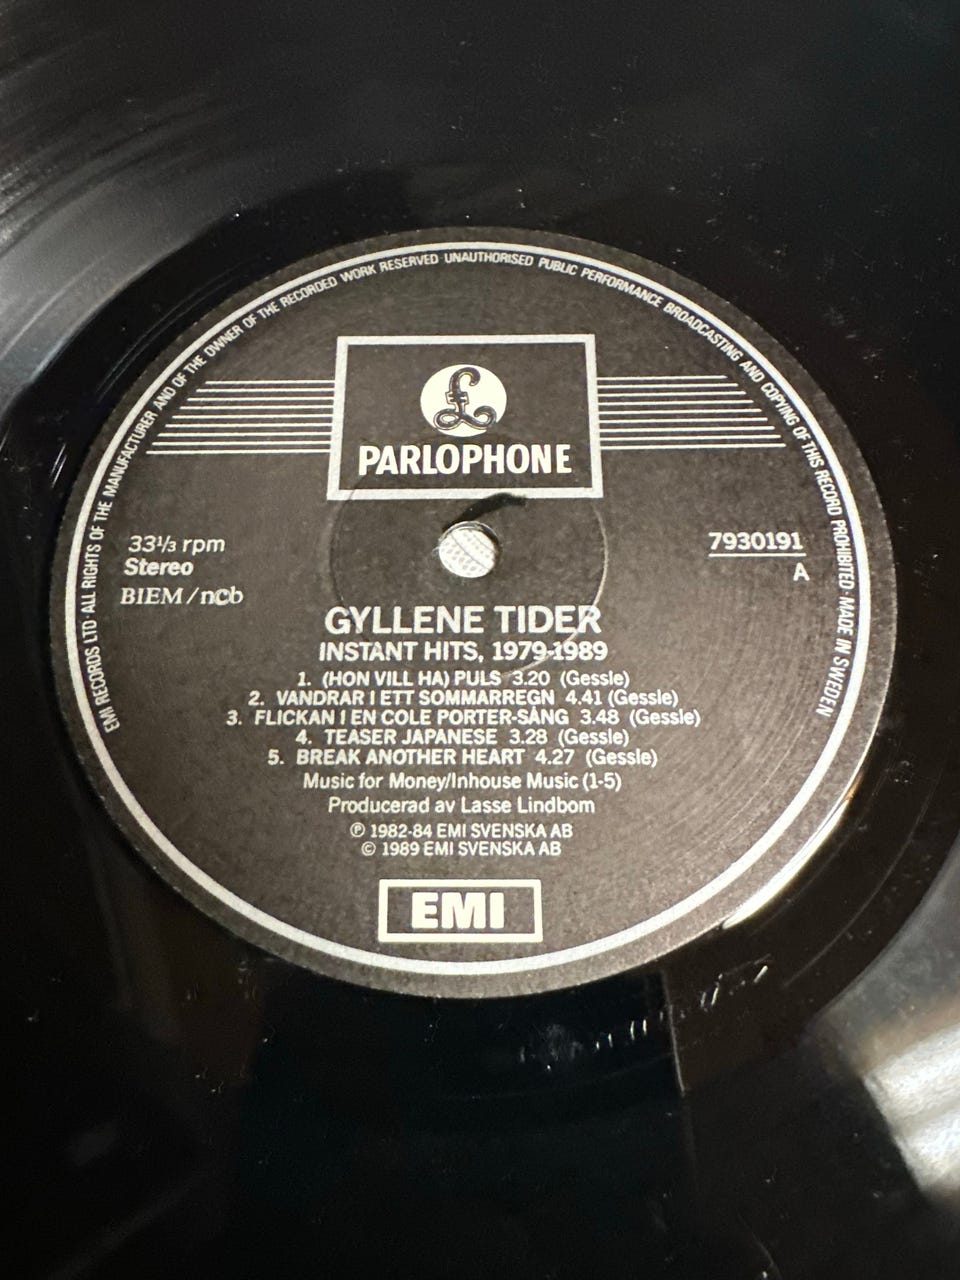 EMI RECORDS LTD · ALL RIGHTS OF THE MANUFACTURER AND OF THE OWNER OF THE RECORDED WORK RESERVED UNAUTHORISED PUBLIC PERFORMANCE BROADCASTING AND COPYING OF THIS RECORD PROHIBITED · MADE IN SWEDEN
£
PARLOPHONE
33⅓ rpm
Stereo
BIEM/ncb
7930191
A
GYLLENE TIDER
INSTANT HITS, 1979-1989
1. (HON VILL HA) PULS 3.20 (Gessle)
2. VANDRAR I ETT SOMMARREGN 4.41 (Gessle)
3. FLICKAN I EN COLE PORTER-SÅNG 3.48 (Gessle)
4. TEASER JAPANESE 3.28 (Gessle)
5. BREAK ANOTHER HEART 4.27 (Gessle)
Music for Money/Inhouse Music (1-5)
Producerad av Lasse Lindbom
℗ 1982-84 EMI SVENSKA AB
© 1989 EMI SVENSKA AB
EMI